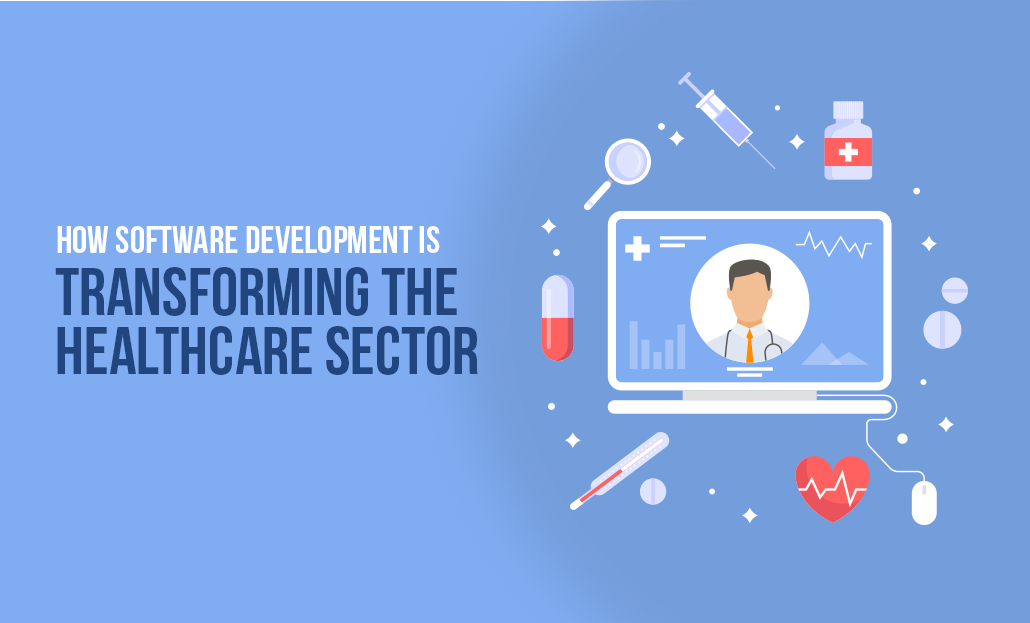 HOW SOFTWARE DEVELOPMENT IS
TRANSFORMING THE
HEALTHCARE SECTOR